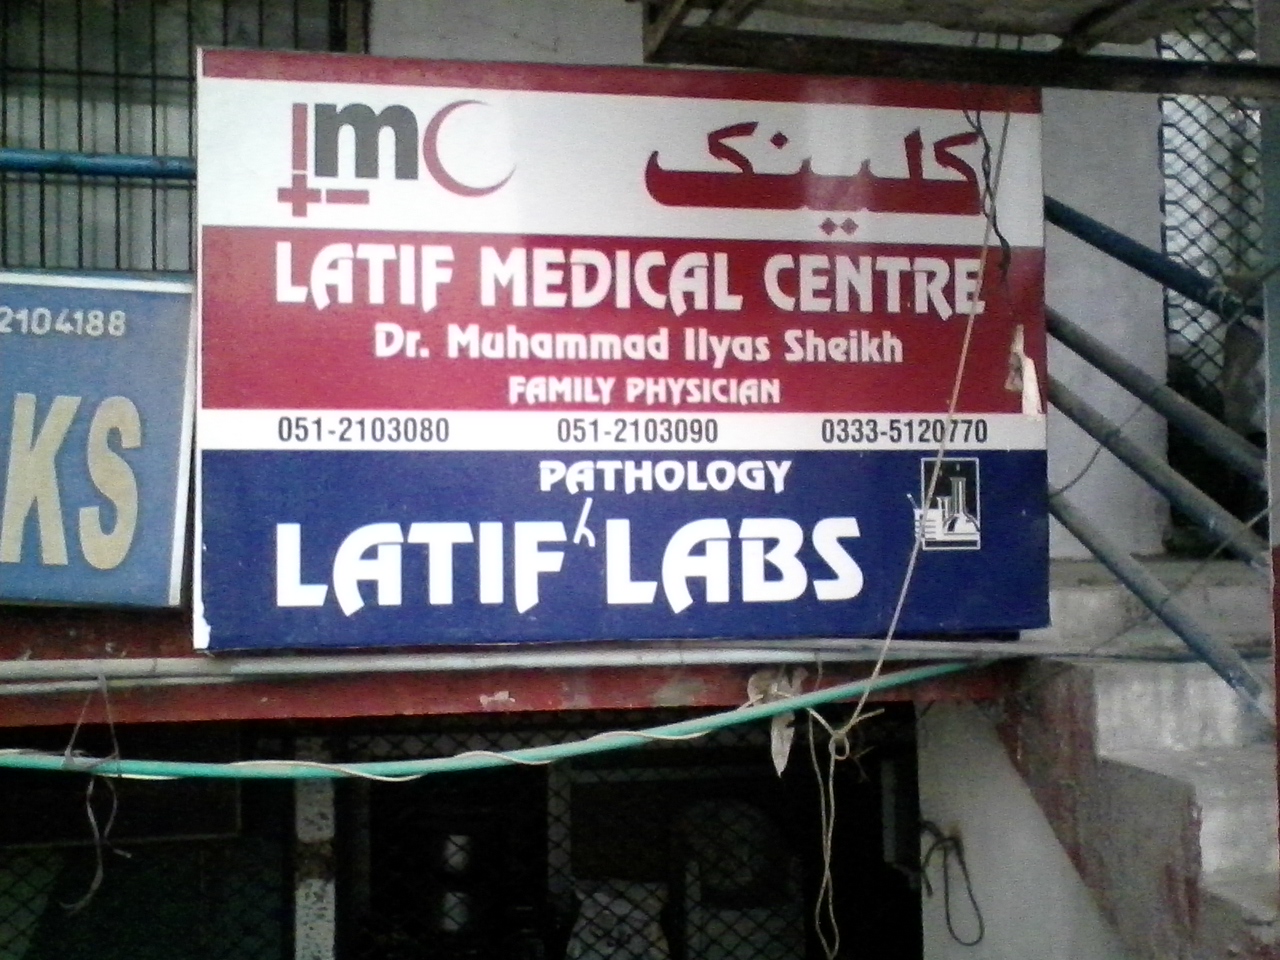 lmc کلینک
LATIF MEDICAL CENTRE
Dr. Muhammad Ilyas Sheikh
FAMILY PHYSICIAN
051-2103080 051-2103090 0333-5120770
PATHOLOGY
LATIF LABS
2104188
KS